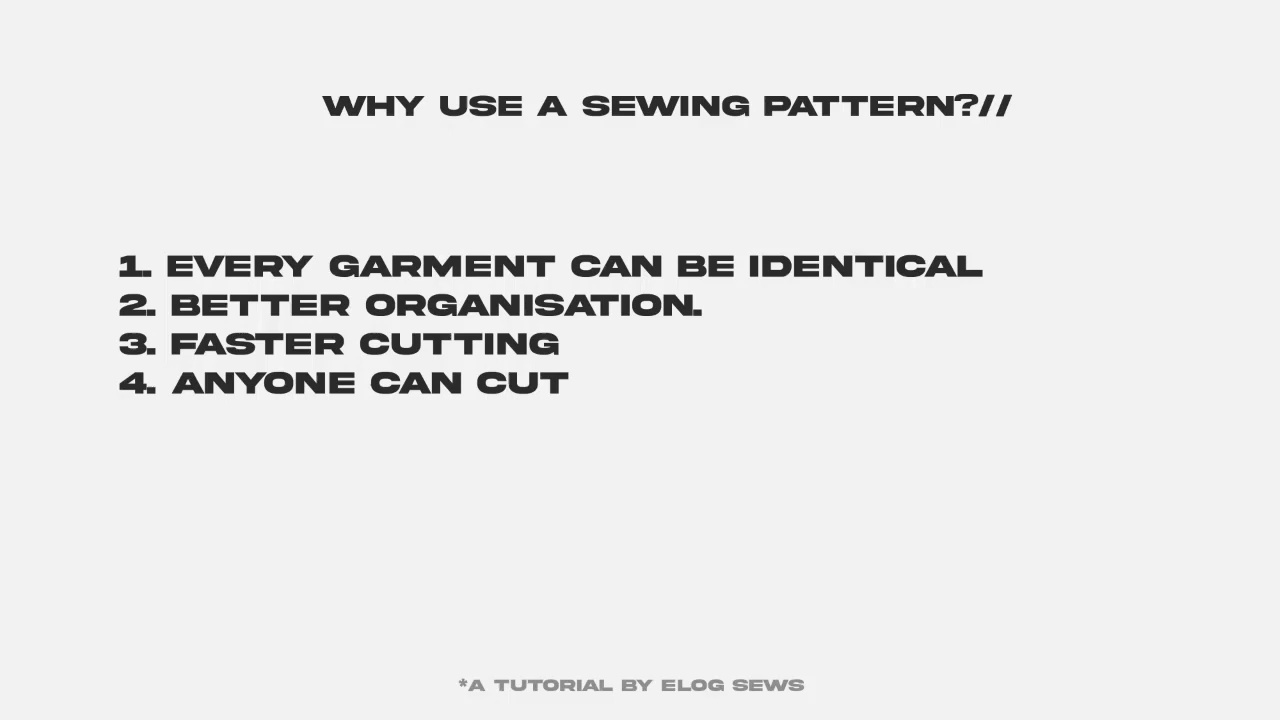 WHY USE A SEWING PATTERN?//
1. EVERY GARMENT CAN BE IDENTICAL
2. BETTER ORGANISATION.
3. FASTER CUTTING
4. ANYONE CAN CUT
*A TUTORIAL BY ELOG SEWS